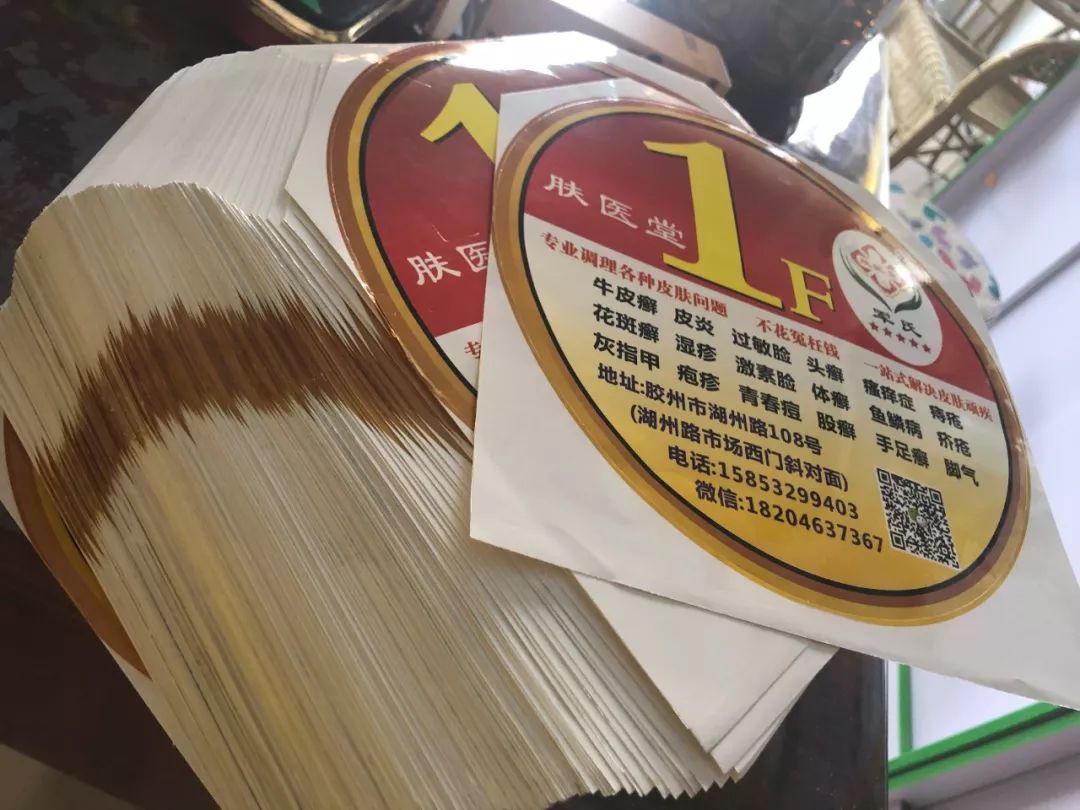 肤医堂
1F
军氏
专业调理各种皮肤问题 不花冤枉钱 一站式解决皮肤顽疾
牛皮癣 皮炎 过敏脸 头癣 瘙痒症 痔疮
花斑癣 湿疹 激素脸 体癣 鱼鳞病 疥疮
灰指甲 疱疹 青春痘 股癣 手足癣 脚气
地址:胶州市湖州路108号
(湖州路市场西门斜对面)
电话:15853299403
微信:18204637367
肤医
专